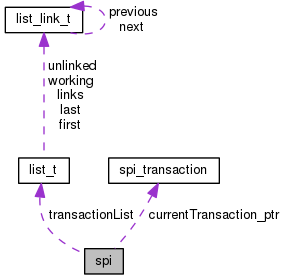 list_link_t
previous
next
unlinked
working
links
last
first
list_t
spi_transaction
transactionList
currentTransaction_ptr
spi